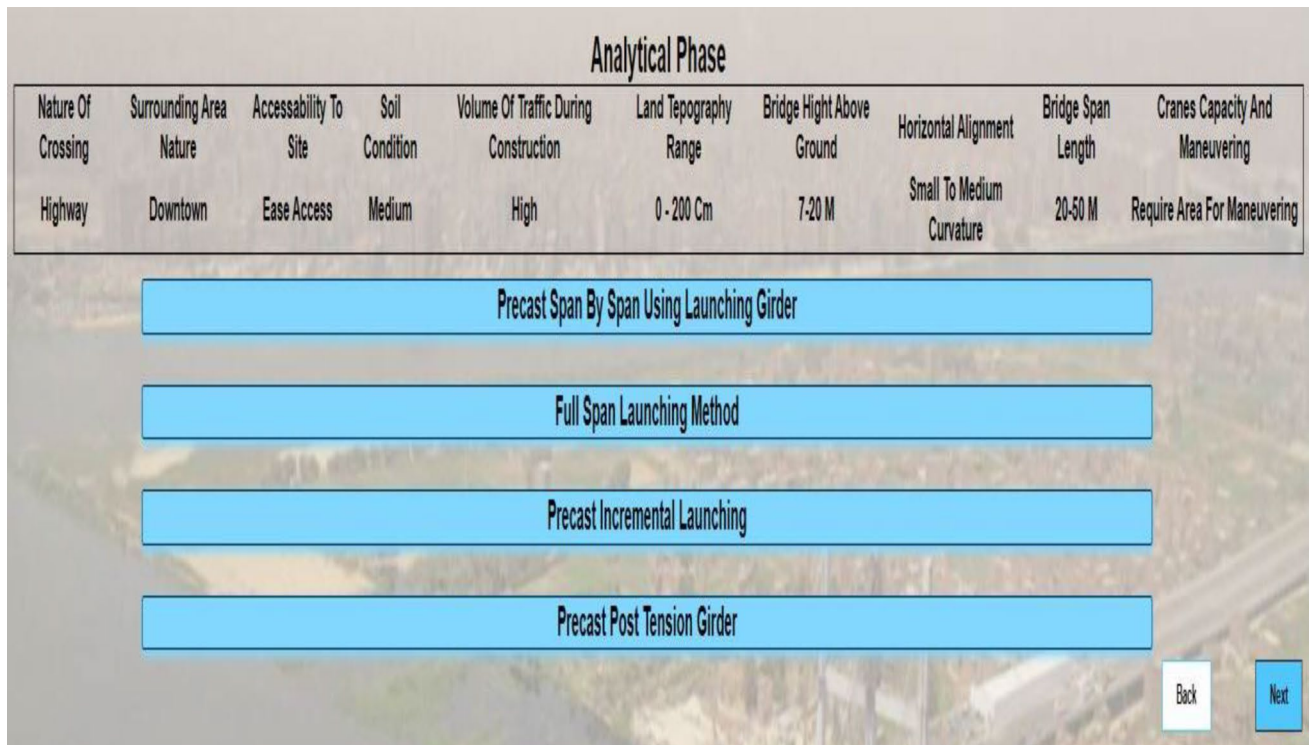 Analytical Phase
Nature Of Crossing
Surrounding Area Nature
Accessability To Site
Soil Condition
Volume Of Traffic During Construction
Land Tepography Range
Bridge Hight Above Ground
Horizontal Alignment
Bridge Span Length
Cranes Capacity And Maneuvering
Highway
Downtown
Ease Access
Medium
High
0 - 200 Cm
7-20 M
Small To Medium Curvature
20-50 M
Require Area For Maneuvering
Precast Span By Span Using Launching Girder
Full Span Launching Method
Precast Incremental Launching
Precast Post Tension Girder
Back
Next